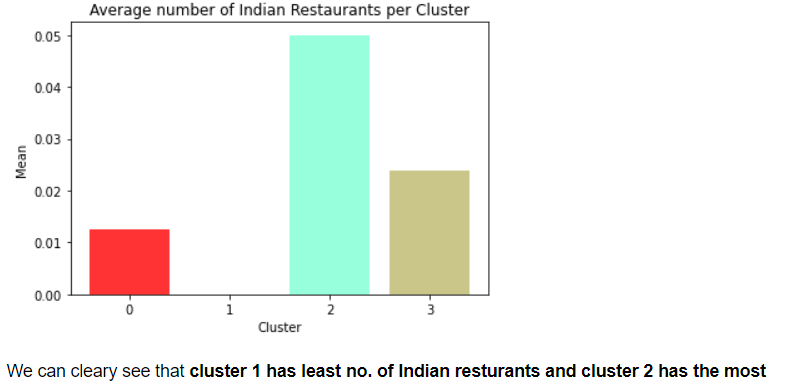 Average number of Indian Restaurants per Cluster
0.05
0.04
0.03
0.02
0.01
0.00
Mean
0 1 2 3
Cluster
We can cleary see that cluster 1 has least no. of Indian resturants and cluster 2 has the most